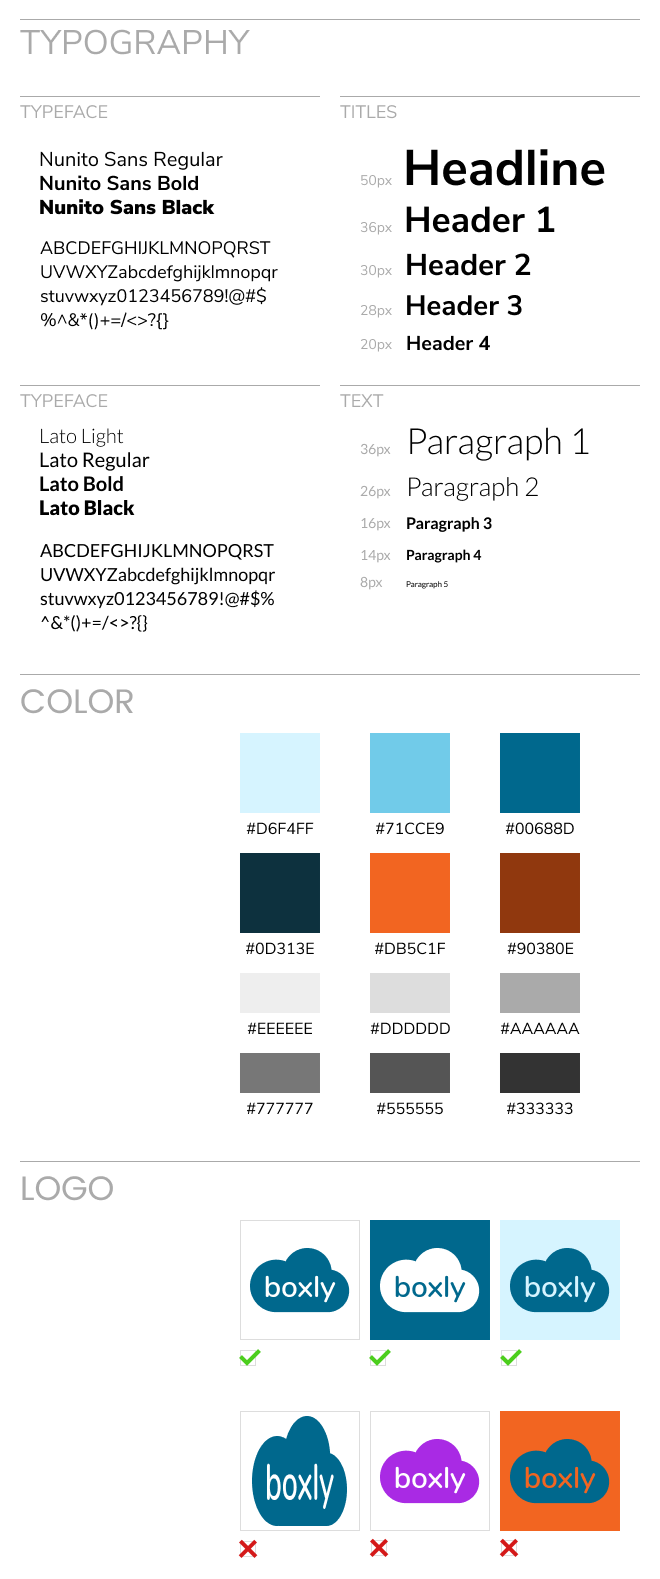 TYPOGRAPHY
TYPEFACE
Nunito Sans Regular
Nunito Sans Bold
Nunito Sans Black
ABCDEFGHIJKLMNOPQRST
UVWXYZabcdefghijklmnopqr
stuvwxyz0123456789!@#$
%^&*()+=/<>?{}
TITLES
50px Headline
36px Header 1
30px Header 2
28px Header 3
20px Header 4
TYPEFACE
Lato Light
Lato Regular
Lato Bold
Lato Black
ABCDEFGHIJKLMNOPQRST
UVWXYZabcdefghijklmnopqr
stuvwxyz0123456789!@#$%
^&*()+=/<>?{}
TEXT
36px Paragraph 1
26px Paragraph 2
16px Paragraph 3
14px Paragraph 4
8px Paragraph 5
COLOR
#D6F4FF #71CCE9 #00688D
#0D313E #DB5C1F #90380E
#EEEEEE #DDDDDD #AAAAAA
#777777 #555555 #333333
LOGO
boxly boxly boxly
boxly boxly boxly